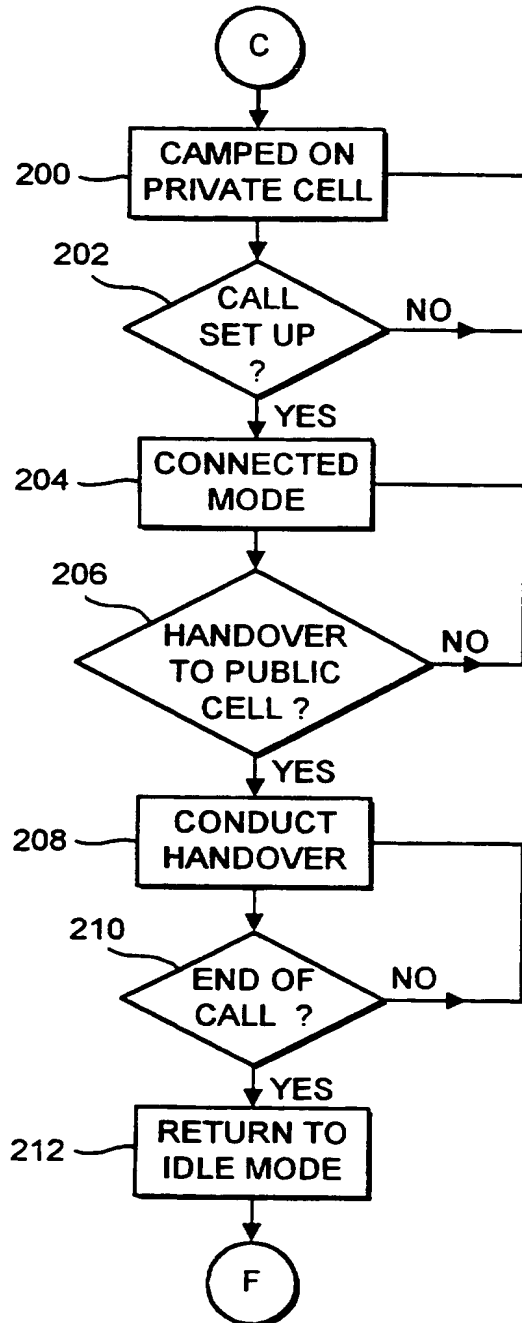 C
200
CAMPED ON
PRIVATE CELL
202
CALL
SET UP
?
NO
YES
204
CONNECTED
MODE
206
HANDOVER
TO PUBLIC
CELL ?
NO
YES
208
CONDUCT
HANDOVER
210
END OF
CALL ?
NO
YES
212
RETURN TO
IDLE MODE
F